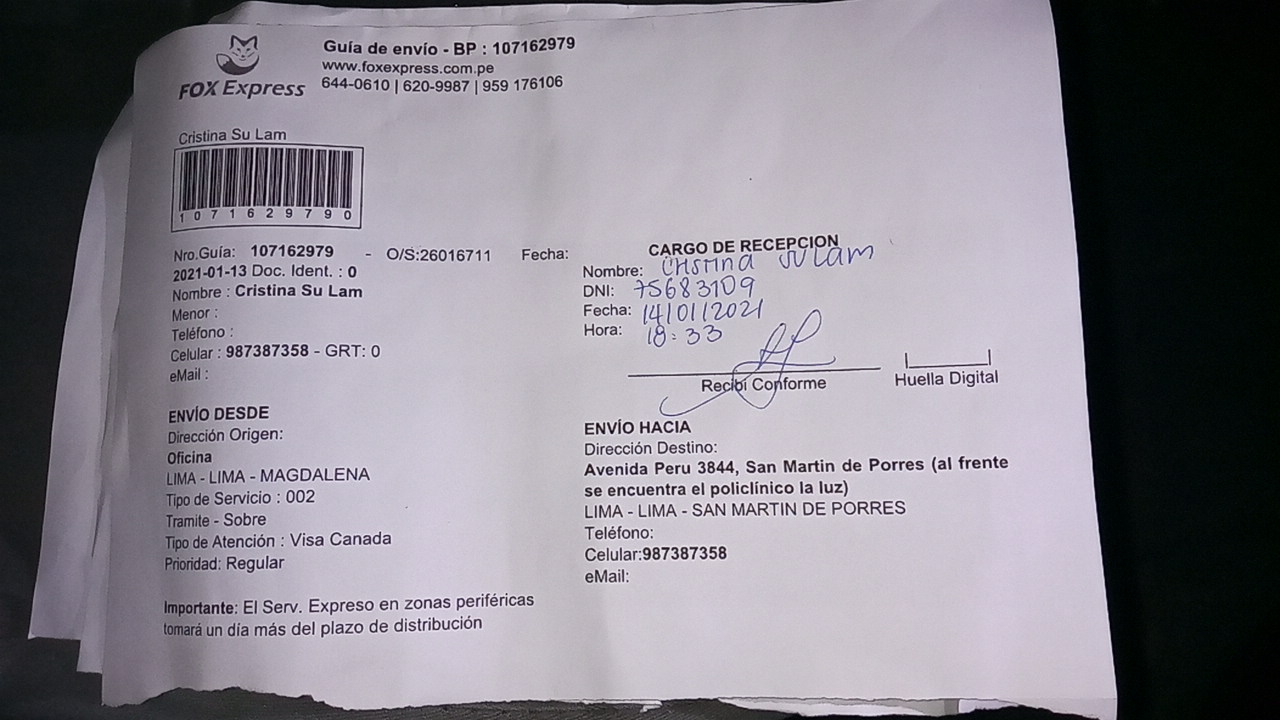 FOX Express
Guía de envío - BP : 107162979
www.foxexpress.com.pe
644-0610 | 620-9987 | 959 176106
Cristina Su Lam
1 0 7 1 6 2 9 7 9 0
Nro.Guía: 107162979 - O/S:26016711 Fecha:
2021-01-13 Doc. Ident. : 0
Nombre : Cristina Su Lam
Menor :
Teléfono :
Celular : 987387358 - GRT: 0
eMail :
CARGO DE RECEPCION
Nombre: Cristina Su Lam
DNI: 75683109
Fecha: 14/01/2021
Hora: 18:33
Recibí Conforme
Huella Digital
ENVÍO DESDE
Dirección Origen:
Oficina
LIMA - LIMA - MAGDALENA
Tipo de Servicio : 002
Tramite - Sobre
Tipo de Atención : Visa Canada
Prioridad: Regular
ENVÍO HACIA
Dirección Destino:
Avenida Peru 3844, San Martin de Porres (al frente
se encuentra el policlínico la luz)
LIMA - LIMA - SAN MARTIN DE PORRES
Teléfono:
Celular:987387358
eMail:
Importante: El Serv. Expreso en zonas periféricas
tomará un día más del plazo de distribución